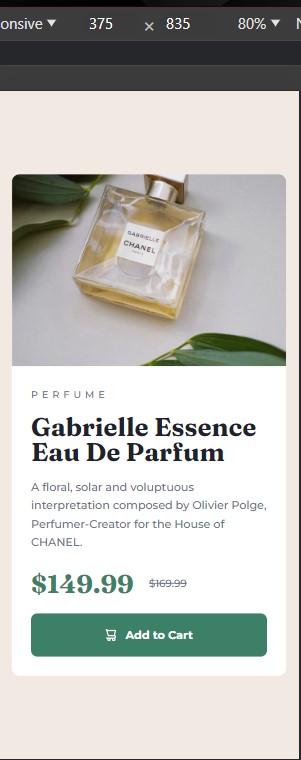 onsive ▼ 375 × 835 80% ▼
GABRIELLE
CHANEL
PERFUME
Gabrielle Essence
Eau De Parfum
A floral, solar and voluptuous
interpretation composed by Olivier Polge,
Perfumer-Creator for the House of
CHANEL.
$149.99 $169.99
Add to Cart